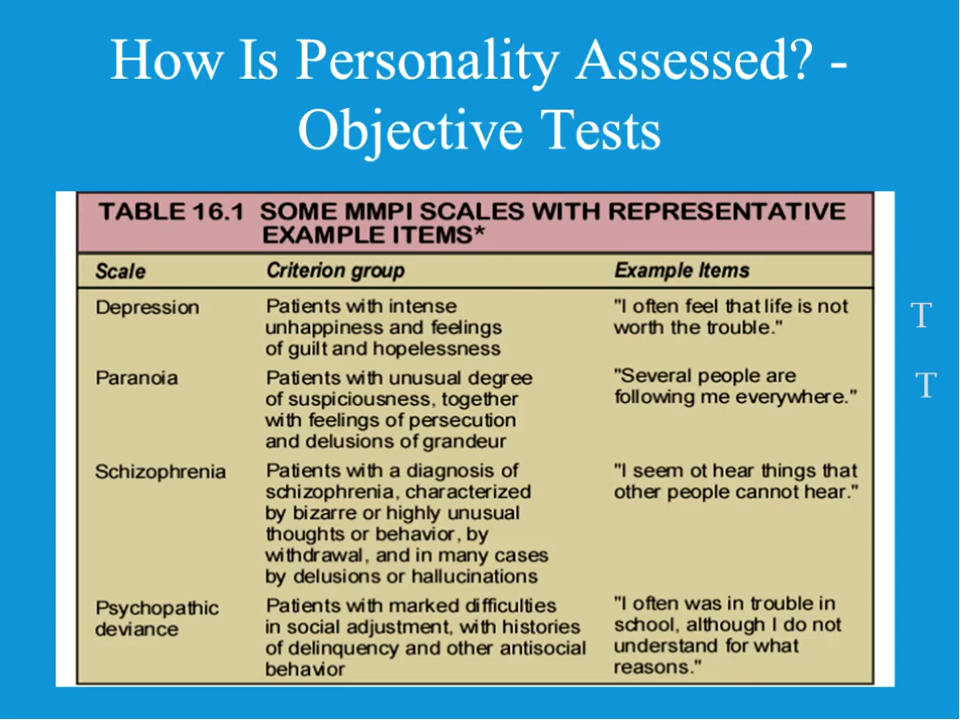 How Is Personality Assessed? -
Objective Tests
TABLE 16.1 SOME MMPI SCALES WITH REPRESENTATIVE
EXAMPLE ITEMS*
Scale Criterion group Example Items
Depression Patients with intense "I often feel that life is not
unhappiness and feelings worth the trouble." T
of guilt and hopelessness
Paranoia Patients with unusual degree "Several people are
of suspiciousness, together following me everywhere." T
with feelings of persecution
and delusions of grandeur
Schizophrenia Patients with a diagnosis of "I seem ot hear things that
schizophrenia, characterized other people cannot hear."
by bizarre or highly unusual
thoughts or behavior, by
withdrawal, and in many cases
by delusions or hallucinations
Psychopathic Patients with marked difficulties "I often was in trouble in
deviance in social adjustment, with histories school, although I do not
of delinquency and other antisocial understand for what
behavior reasons."